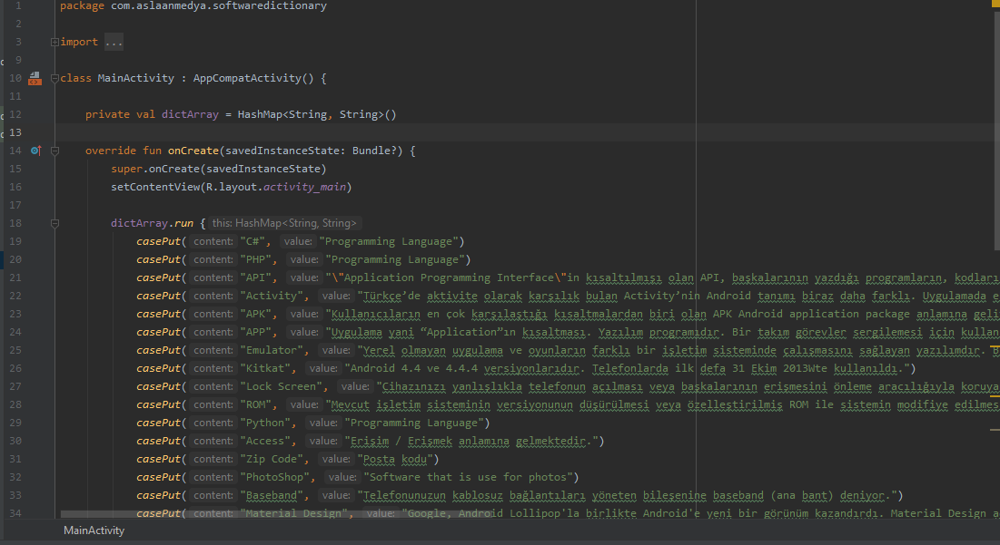 1 package com.aslaanmedya.softwaredictionary
2
3 import ...
9
10 class MainActivity : AppCompatActivity() {
11
12 private val dictArray = HashMap<String, String>()
13
14 override fun onCreate(savedInstanceState: Bundle?) {
15 super.onCreate(savedInstanceState)
16 setContentView(R.layout.activity_main)
17
18 dictArray.run { this: HashMap<String, String>
19 casePut( content: "C#", value: "Programming Language")
20 casePut( content: "PHP", value: "Programming Language")
21 casePut( content: "API", value: "\"Application Programming Interface\"in kısaltılmışı olan API, başkalarının yazdığı programların, kodları
22 casePut( content: "Activity", value: "Türkçe’de aktivite olarak karşılık bulan Activity’nin Android tanımı biraz daha farklı. Uygulamada e
23 casePut( content: "APK", value: "Kullanıcıların en çok karşılaştığı kısaltmalardan biri olan APK Android application package anlamına geli
24 casePut( content: "APP", value: "Uygulama yani “Application”ın kısaltması. Yazılım programıdır. Bir takım görevler sergilemesi için kullan
25 casePut( content: "Emulator", value: "Yerel olmayan uygulama ve oyunların farklı bir işletim sisteminde çalışmasını sağlayan yazılımdır. B
26 casePut( content: "Kitkat", value: "Android 4.4 ve 4.4.4 versiyonlarıdır. Telefonlarda ilk defa 31 Ekim 2013Wte kullanıldı.")
27 casePut( content: "Lock Screen", value: "Cihazınızı yanlışlıkla telefonun açılması veya başkalarının erişmesini önleme aracılığıyla koruya
28 casePut( content: "ROM", value: "Mevcut işletim sisteminin versiyonunun düşürülmesi veya özelleştirilmiş ROM ile sistemin modifiye edilmes
29 casePut( content: "Python", value: "Programming Language")
30 casePut( content: "Access", value: "Erişim / Erişmek anlamına gelmektedir.")
31 casePut( content: "Zip Code", value: "Posta kodu")
32 casePut( content: "PhotoShop", value: "Software that is use for photos")
33 casePut( content: "Baseband", value: "Telefonunuzun kablosuz bağlantıları yöneten bileşenine baseband (ana bant) deniyor.")
34 casePut( content: "Material Design", value: "Google, Android Lollipop'la birlikte Android'e yeni bir görünüm kazandırdı. Material Design a
MainActivity